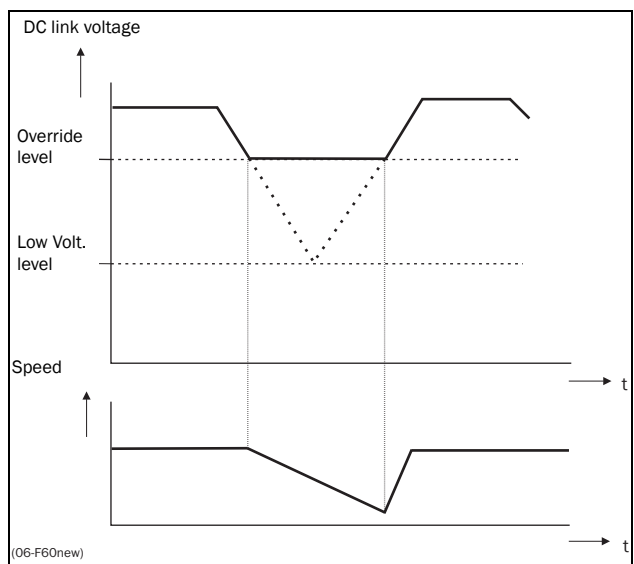 DC link voltage
Override
level
Low Volt.
level
t
Speed
t
(06-F60new)